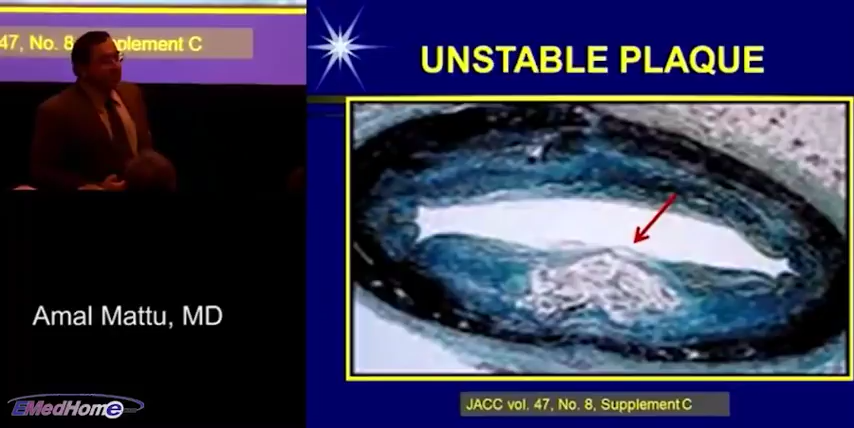 47, No. 8, Supplement C
UNSTABLE PLAQUE
Amal Mattu, MD
EMedHome
JACC vol. 47, No. 8, Supplement C